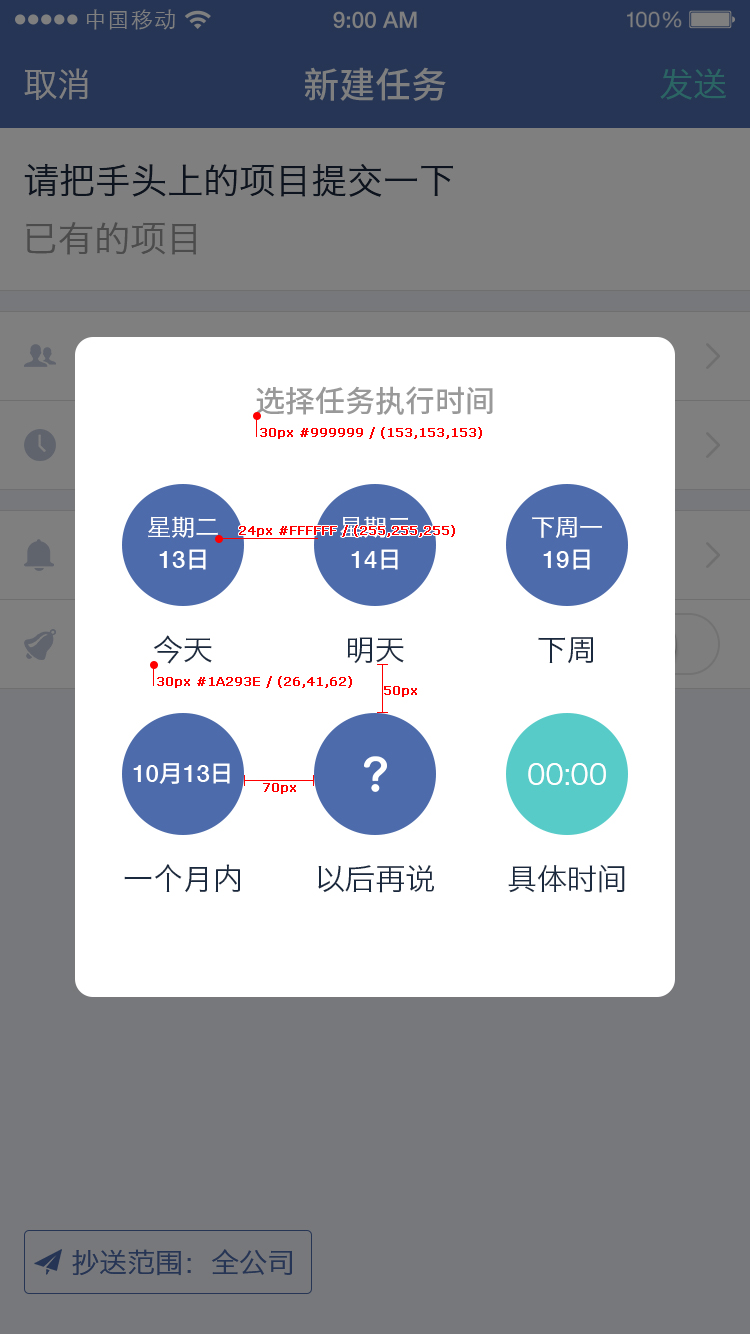 中国移动 9:00 AM 100%
取消 新建任务 发送
请把手头上的项目提交一下
已有的项目
选择任务执行时间
30px #999999 / (153,153,153)
星期二 星期三 下周一
24px #FFFFFF / (255,255,255)
13日 14日 19日
今天 明天 下周
30px #1A293E / (26,41,62)
50px
10月13日 ? 00:00
70px
一个月内 以后再说 具体时间
抄送范围：全公司